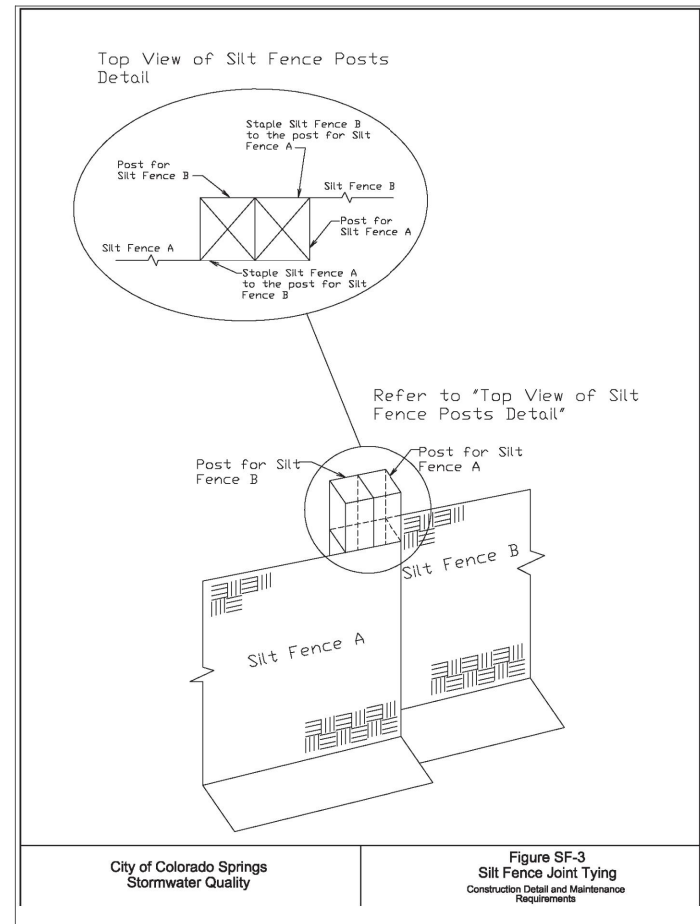 Top View of Silt Fence Posts
Detail
Staple Silt Fence B
to the post for Silt
Fence A
Post for
Silt Fence B
Silt Fence B
Post for
Silt Fence A
Silt Fence A
Staple Silt Fence A
to the post for Silt
Fence B
Refer to "Top View of Silt
Fence Posts Detail"
Post for Silt
Fence B
Post for Silt
Fence A
Silt Fence B
Silt Fence A
City of Colorado Springs
Stormwater Quality
Figure SF-3
Silt Fence Joint Tying
Construction Detail and Maintenance
Requirements